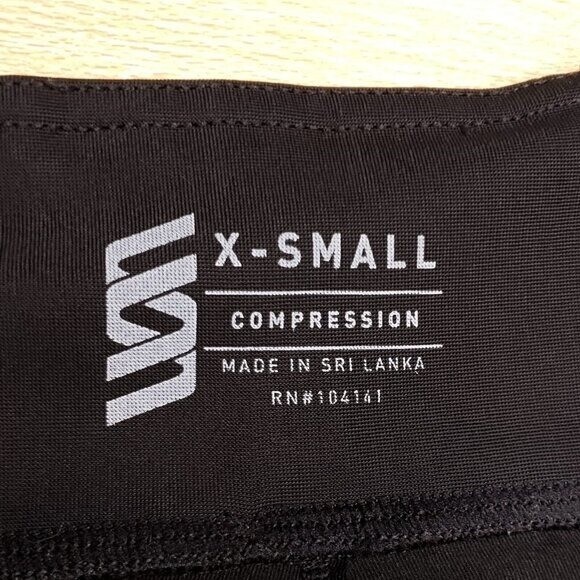 X-SMALL
COMPRESSION
MADE IN SRI LANKA
RN#104141